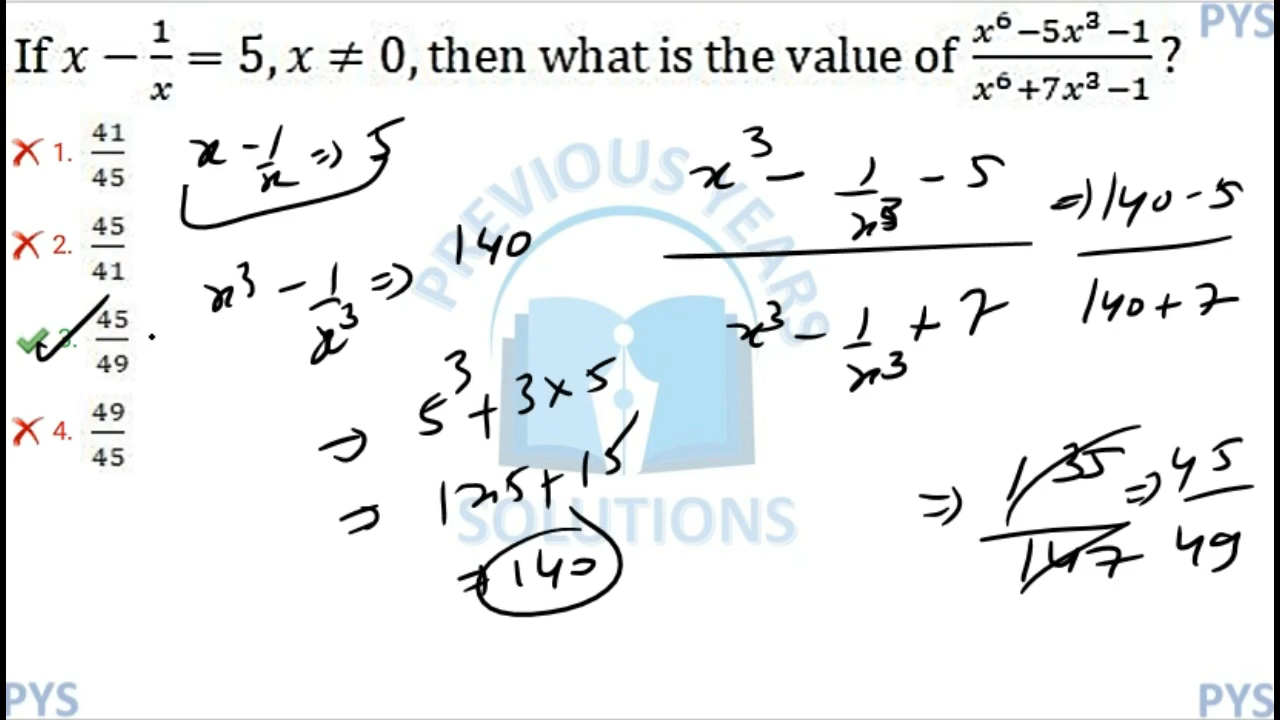 PYS
If x − 1/x = 5, x ≠ 0, then what is the value of (x⁶−5x³−1)/(x⁶+7x³−1)?
1. 41/45
2. 45/41
3. 45/49
4. 49/45
x - 1/x ⇒ 5
x³ - 1/x³ ⇒ 140
⇒ 5³ + 3 × 5
⇒ 125 + 15
⇒ 140
(x³ - 1/x³ - 5)/(x³ - 1/x³ + 7) ⇒ (140 - 5)/(140 + 7)
⇒ 135/147 ⇒ 45/49
PREVIOUS YEARS
SOLUTIONS
PYS
PYS